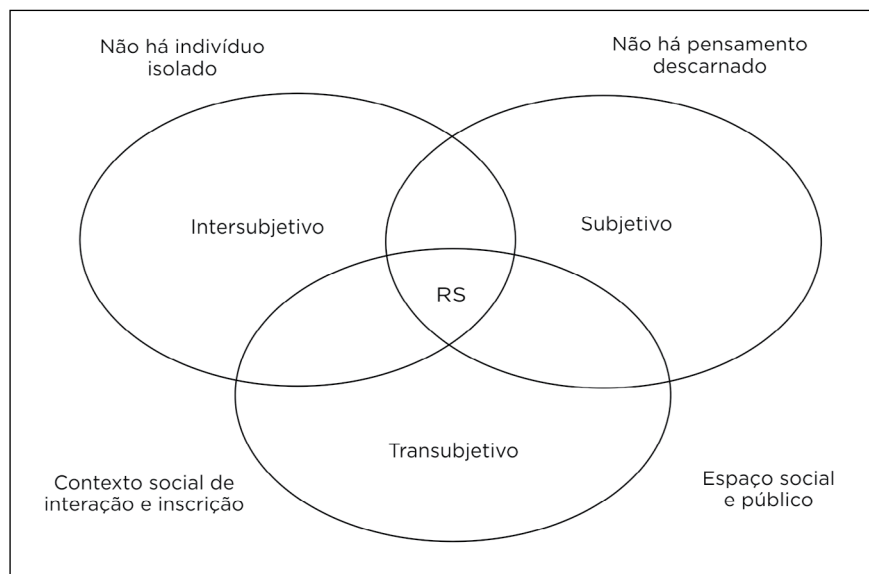 Não há indivíduo
isolado
Não há pensamento
descarnado
Intersubjetivo
Subjetivo
RS
Transubjetivo
Contexto social de
interação e inscrição
Espaço social
e público